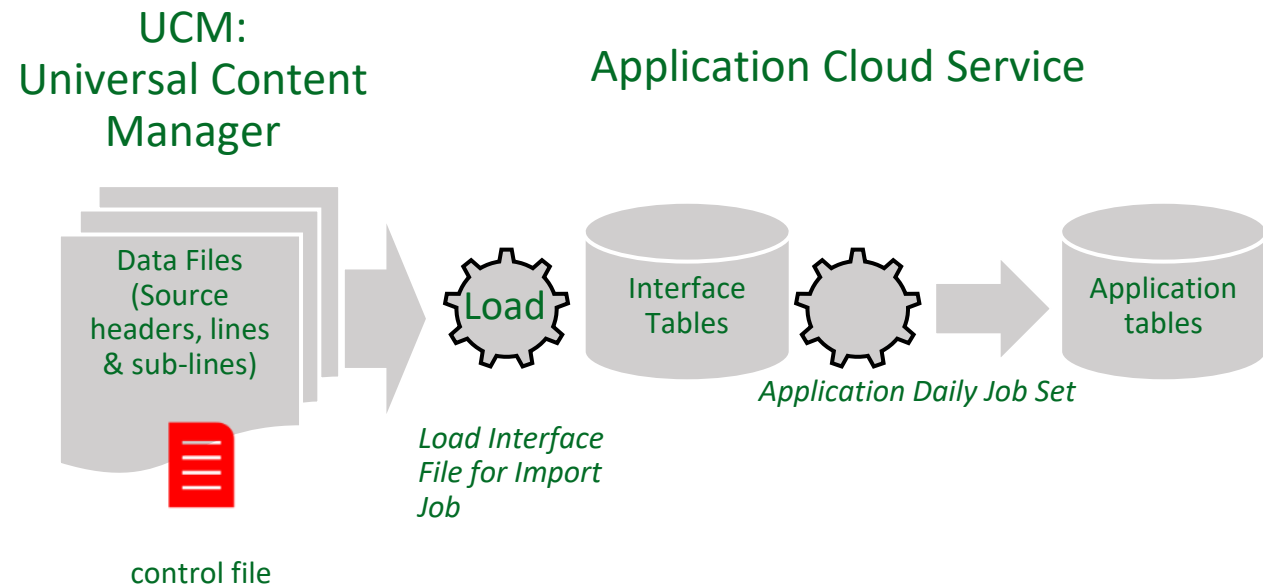 UCM:
Universal Content
Manager
Application Cloud Service
Data Files
(Source
headers, lines
& sub-lines)
control file
Load
Load Interface
File for Import
Job
Interface
Tables
Application Daily Job Set
Application
tables